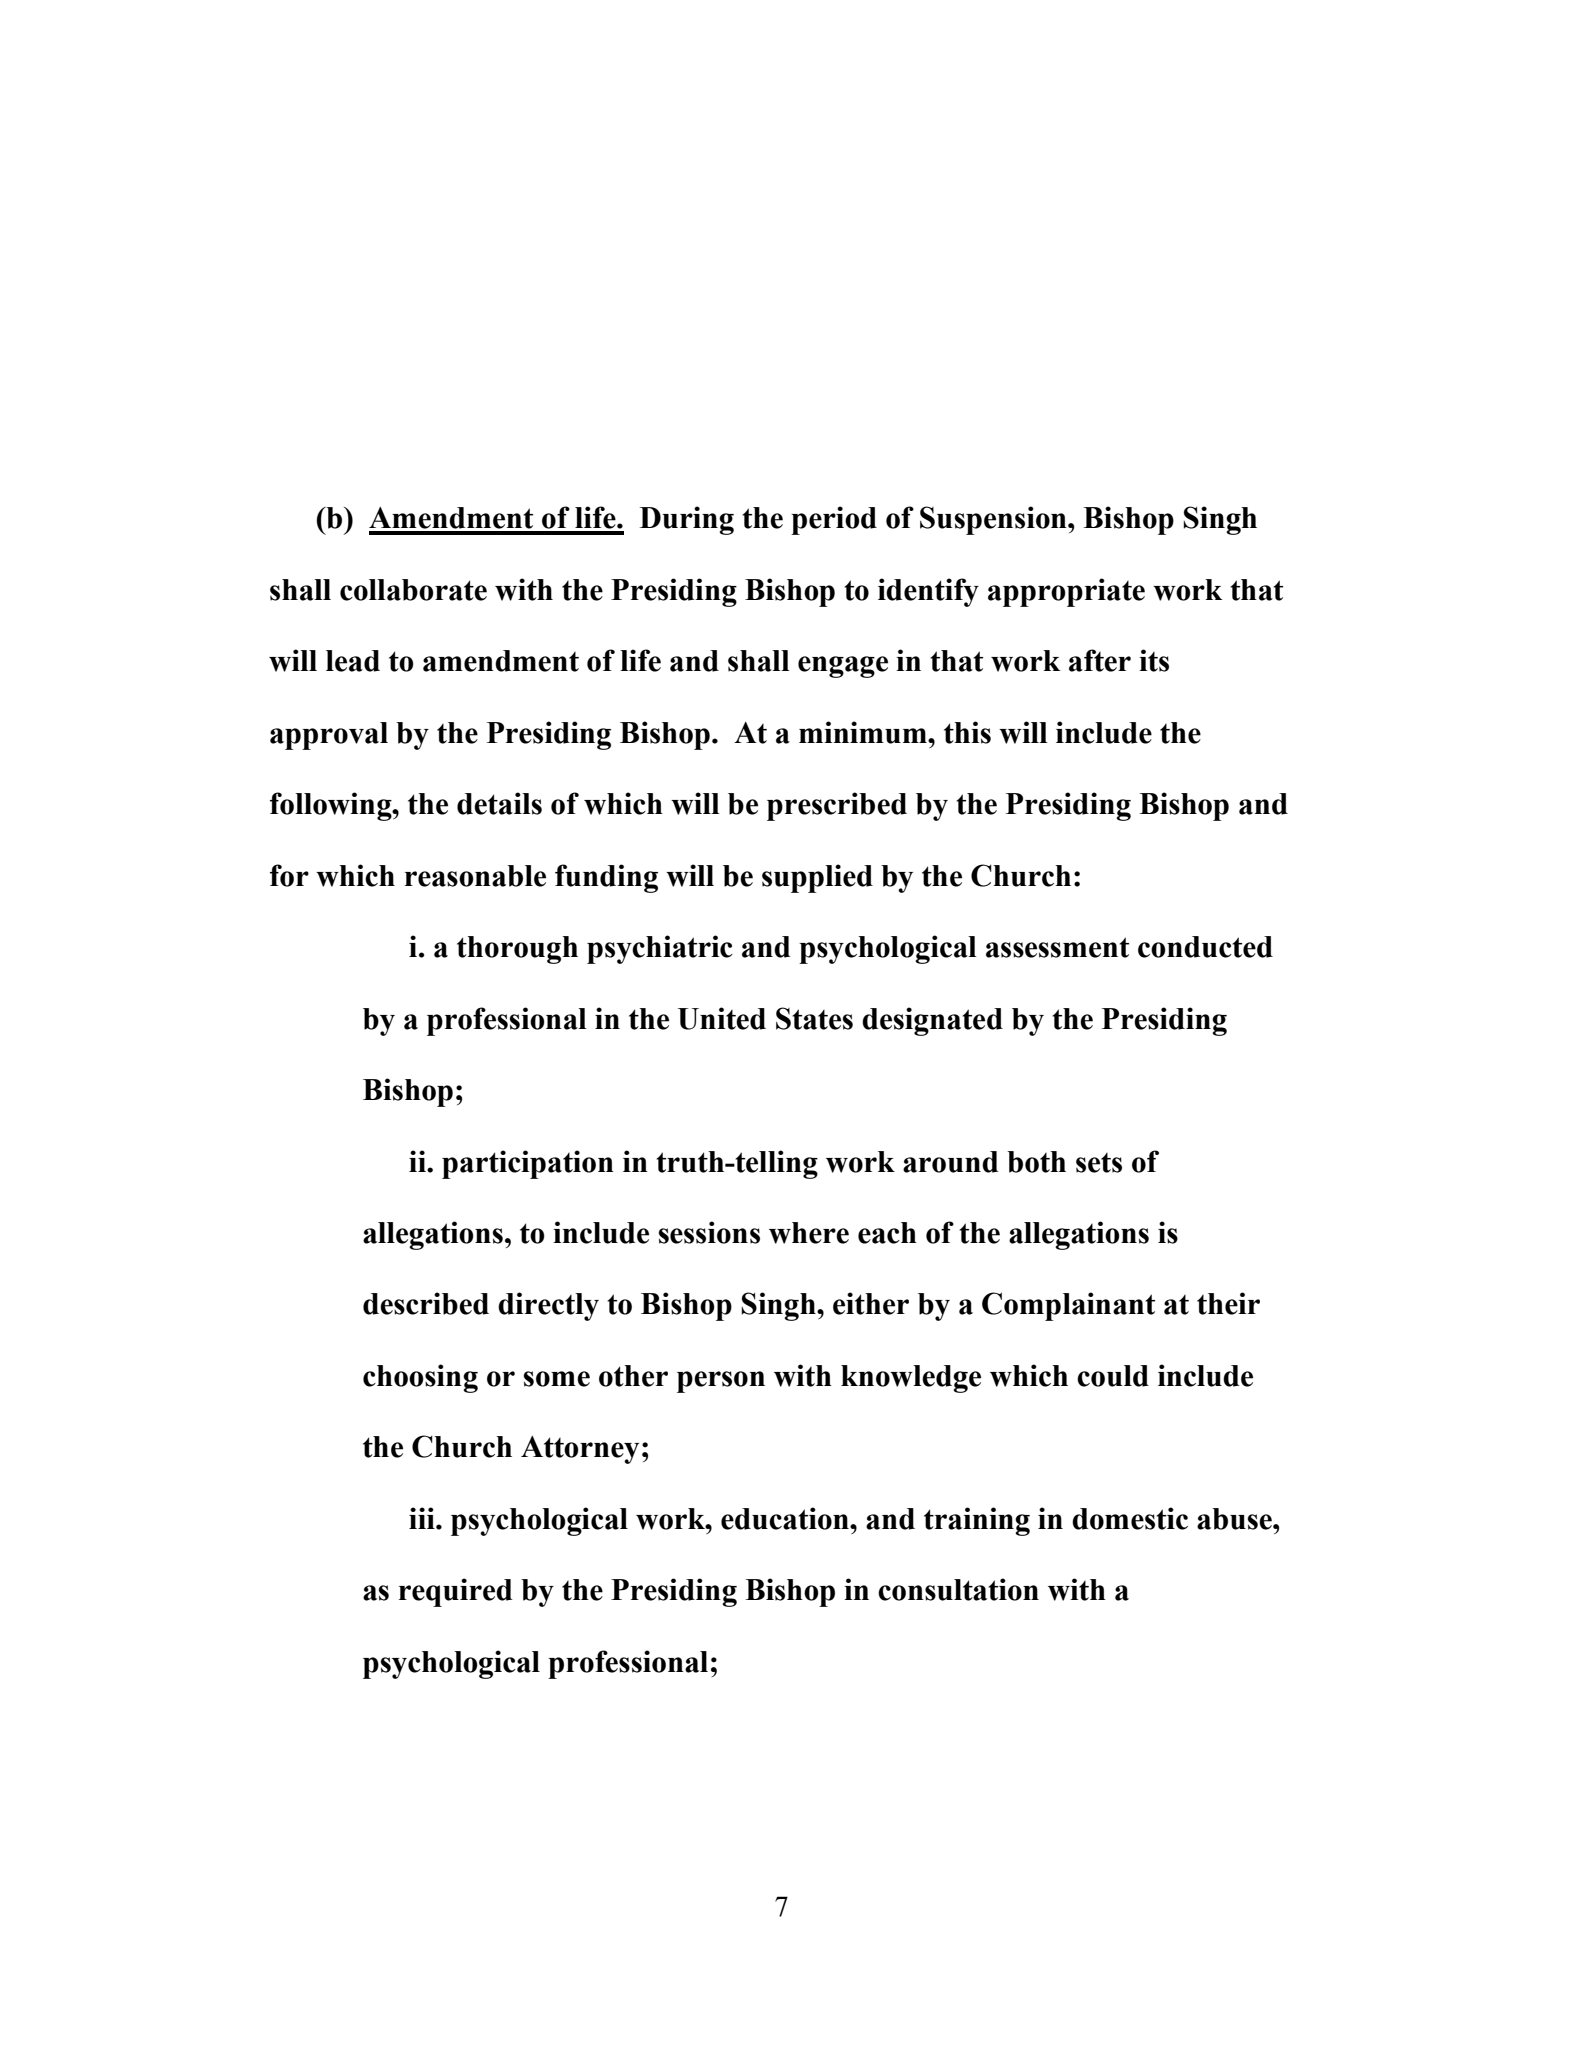 (b) Amendment of life. During the period of Suspension, Bishop Singh
shall collaborate with the Presiding Bishop to identify appropriate work that
will lead to amendment of life and shall engage in that work after its
approval by the Presiding Bishop. At a minimum, this will include the
following, the details of which will be prescribed by the Presiding Bishop and
for which reasonable funding will be supplied by the Church:
i. a thorough psychiatric and psychological assessment conducted
by a professional in the United States designated by the Presiding
Bishop;
ii. participation in truth-telling work around both sets of
allegations, to include sessions where each of the allegations is
described directly to Bishop Singh, either by a Complainant at their
choosing or some other person with knowledge which could include
the Church Attorney;
iii. psychological work, education, and training in domestic abuse,
as required by the Presiding Bishop in consultation with a
psychological professional;
7